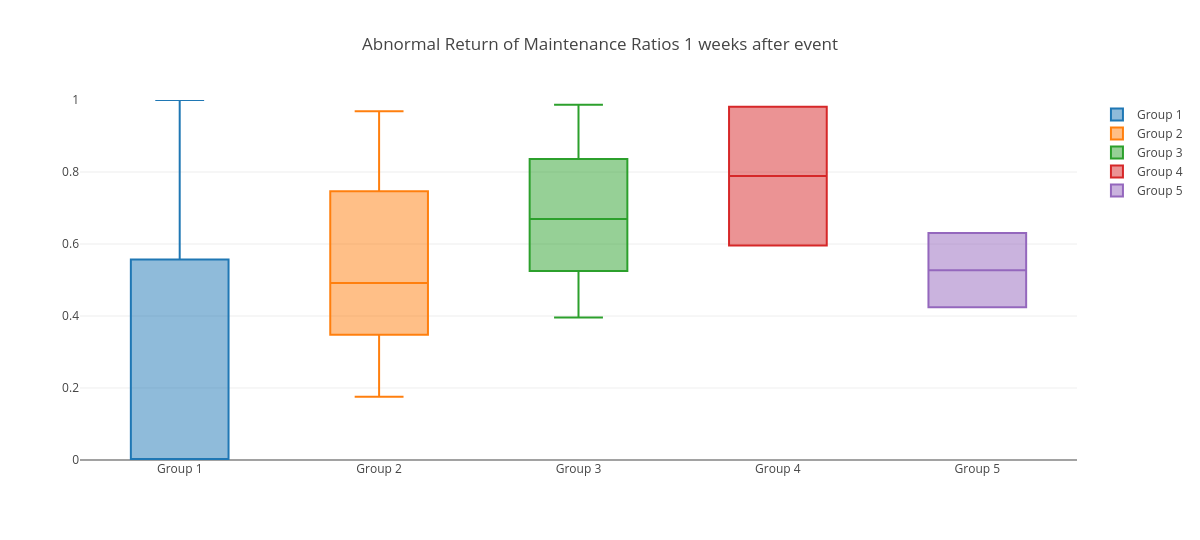 Abnormal Return of Maintenance Ratios 1 weeks after event
1
0.8
0.6
0.4
0.2
0
Group 1
Group 2
Group 3
Group 4
Group 5
Group 1
Group 2
Group 3
Group 4
Group 5